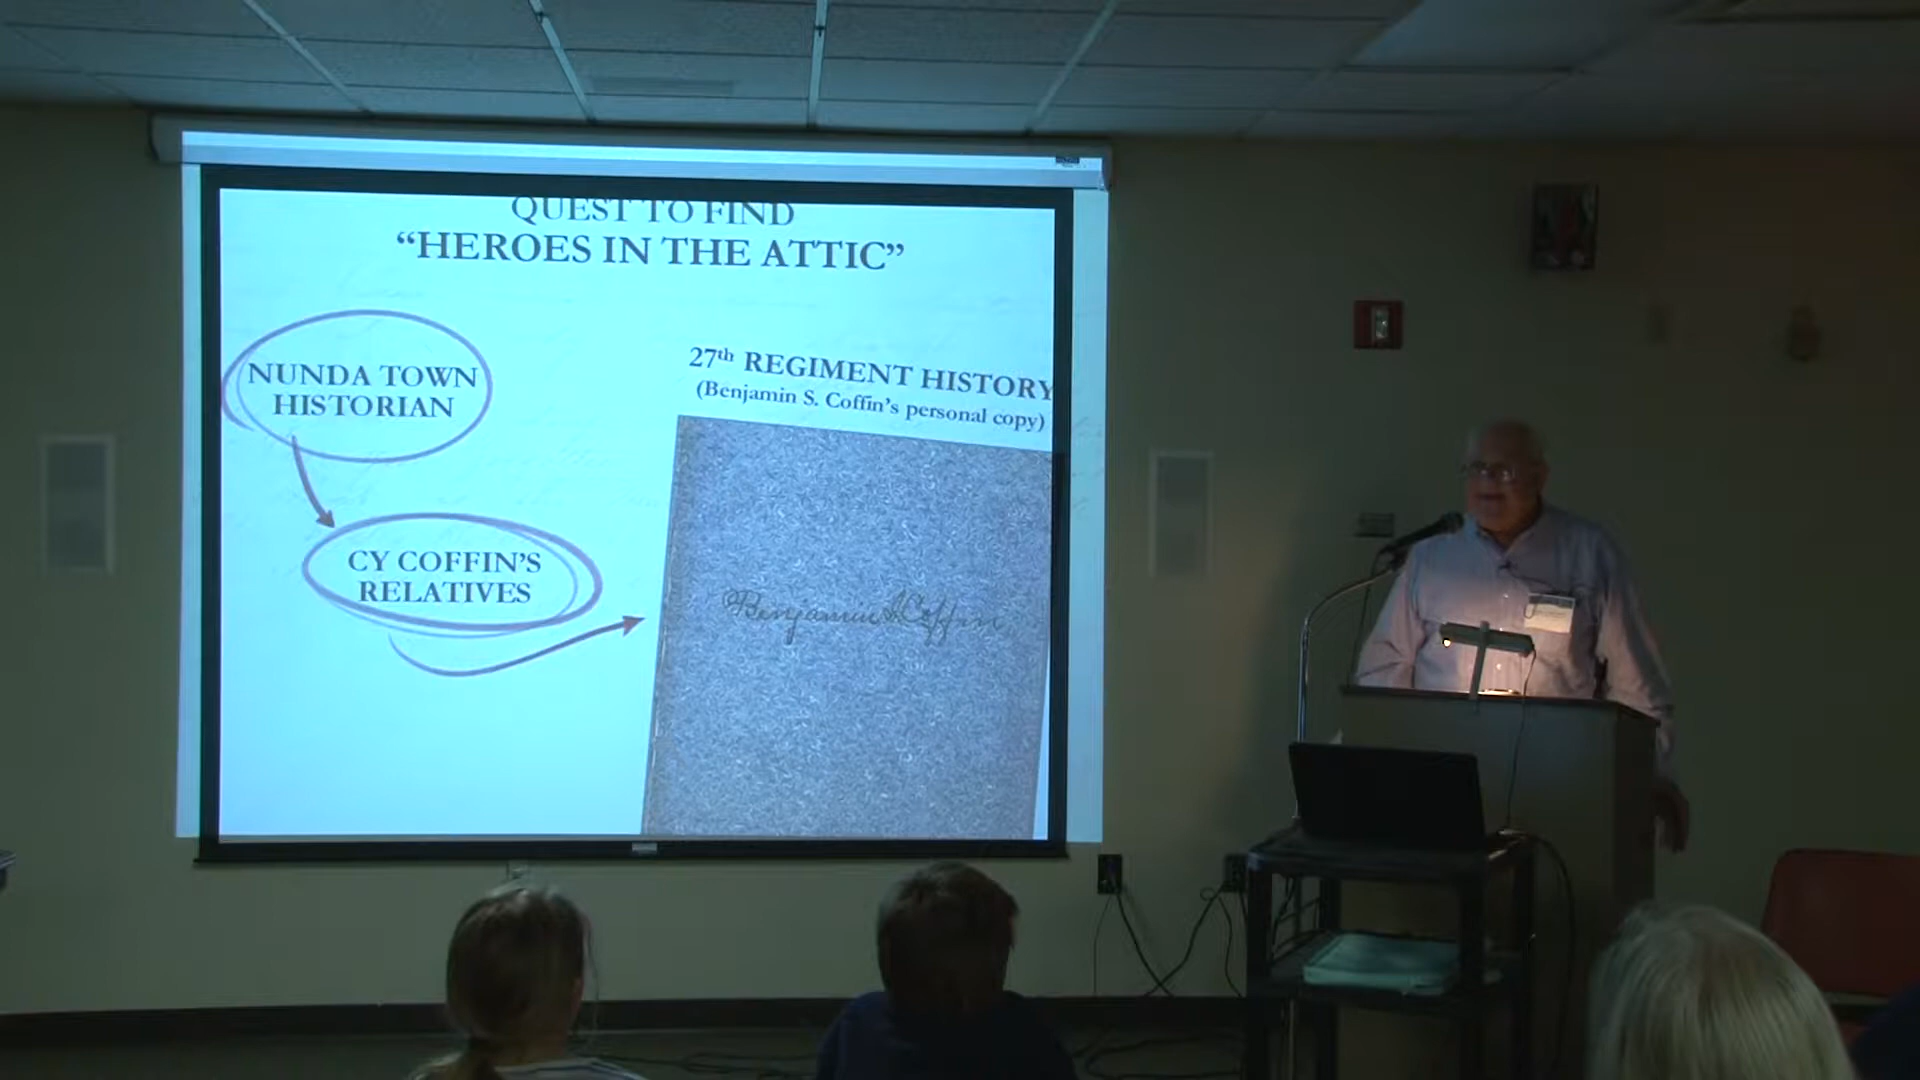 QUEST TO FIND
“HEROES IN THE ATTIC”
NUNDA TOWN
HISTORIAN
CY COFFIN’S
RELATIVES
27th REGIMENT HISTORY
(Benjamin S. Coffin’s personal copy)
Benjamin S Coffin